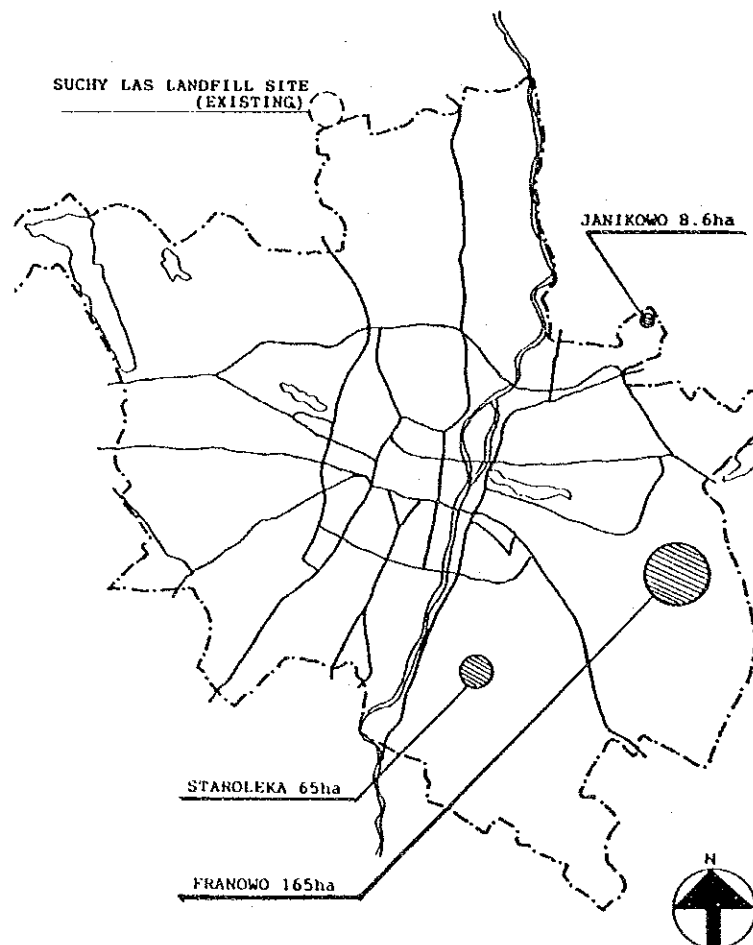 SUCHY LAS LANDFILL SITE
(EXISTING)
JANIKOWO 8.6ha
STAROLEKA 65ha
FRANOWO 165ha
N